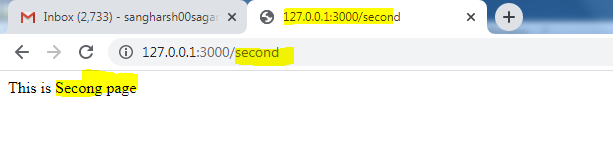 Inbox (2,733) - sangharsh00sagar
127.0.0.1:3000/second
127.0.0.1:3000/second
This is Secong page